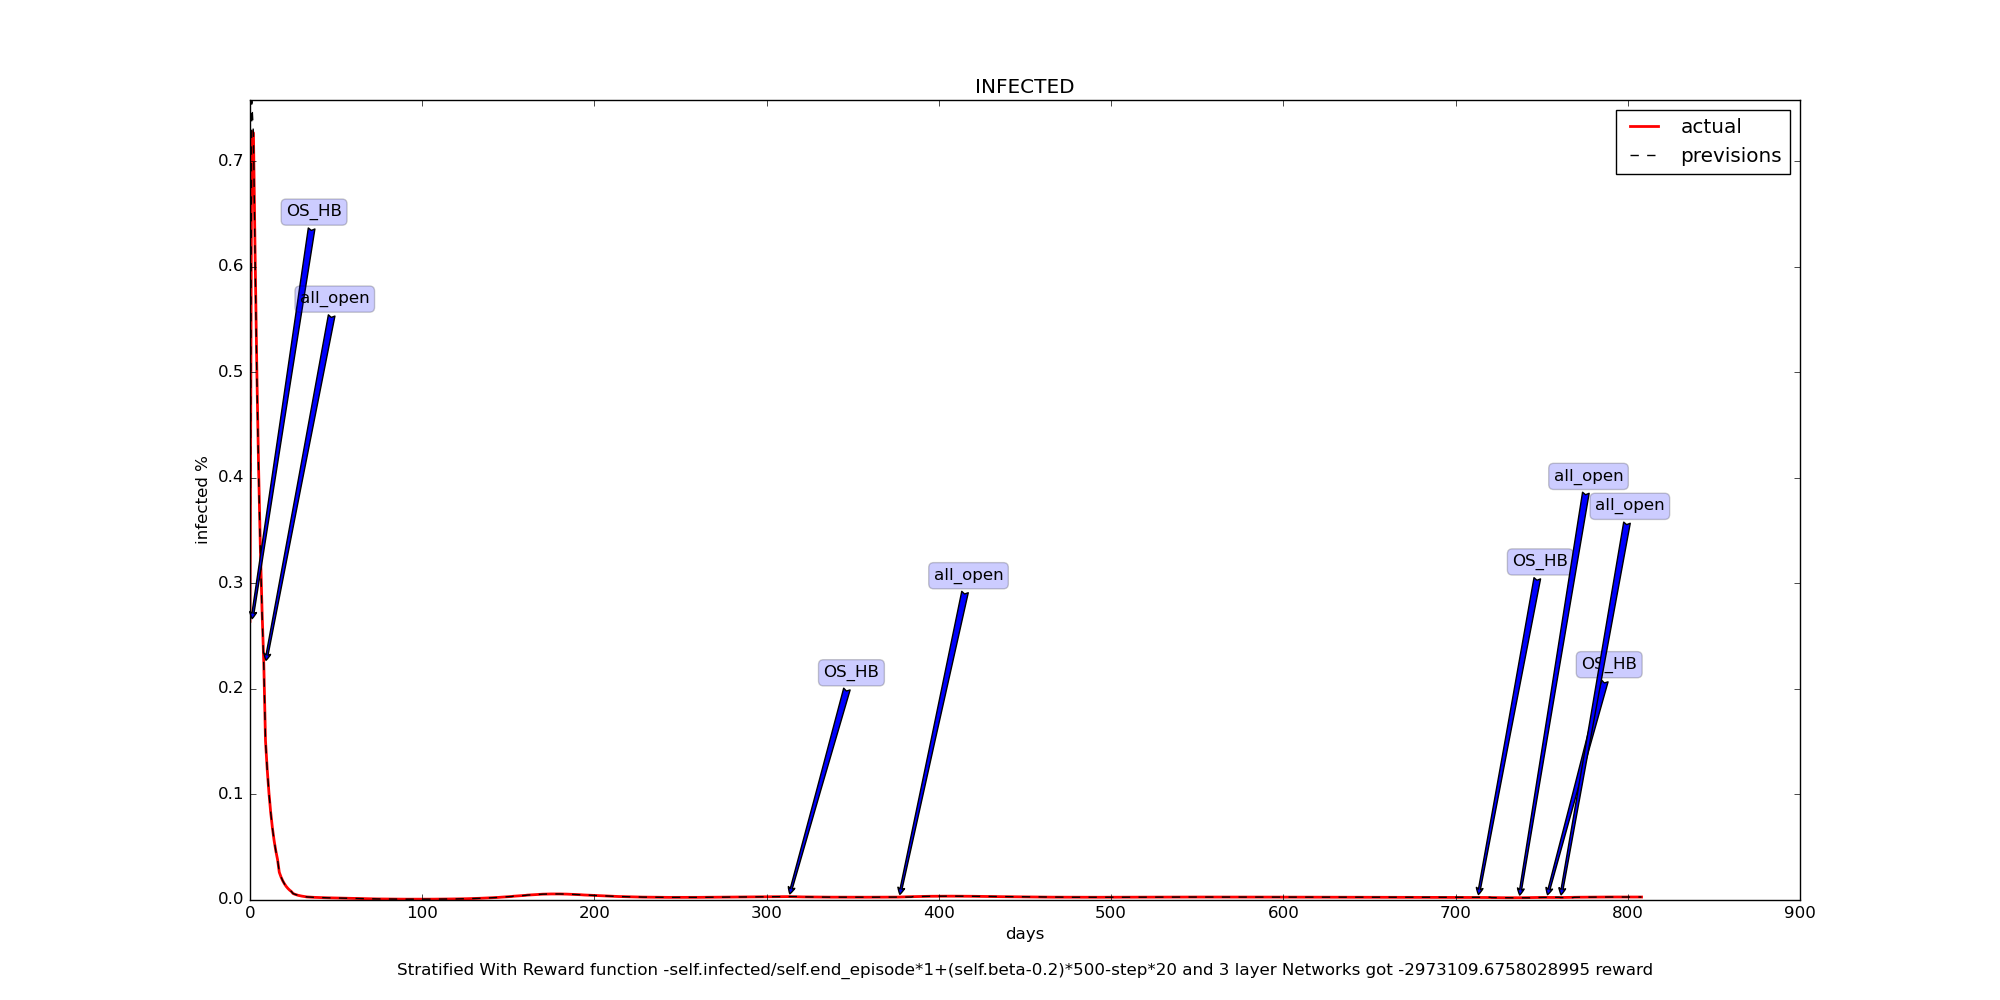 INFECTED
actual
previsions
0.7
0.6
0.5
0.4
0.3
0.2
0.1
0.0
infected %
OS_HB
all_open
OS_HB
all_open
OS_HB
all_open
all_open
OS_HB
0 100 200 300 400 500 600 700 800 900
days
Stratified With Reward function -self.infected/self.end_episode*1+(self.beta-0.2)*500-step*20 and 3 layer Networks got -2973109.6758028995 reward